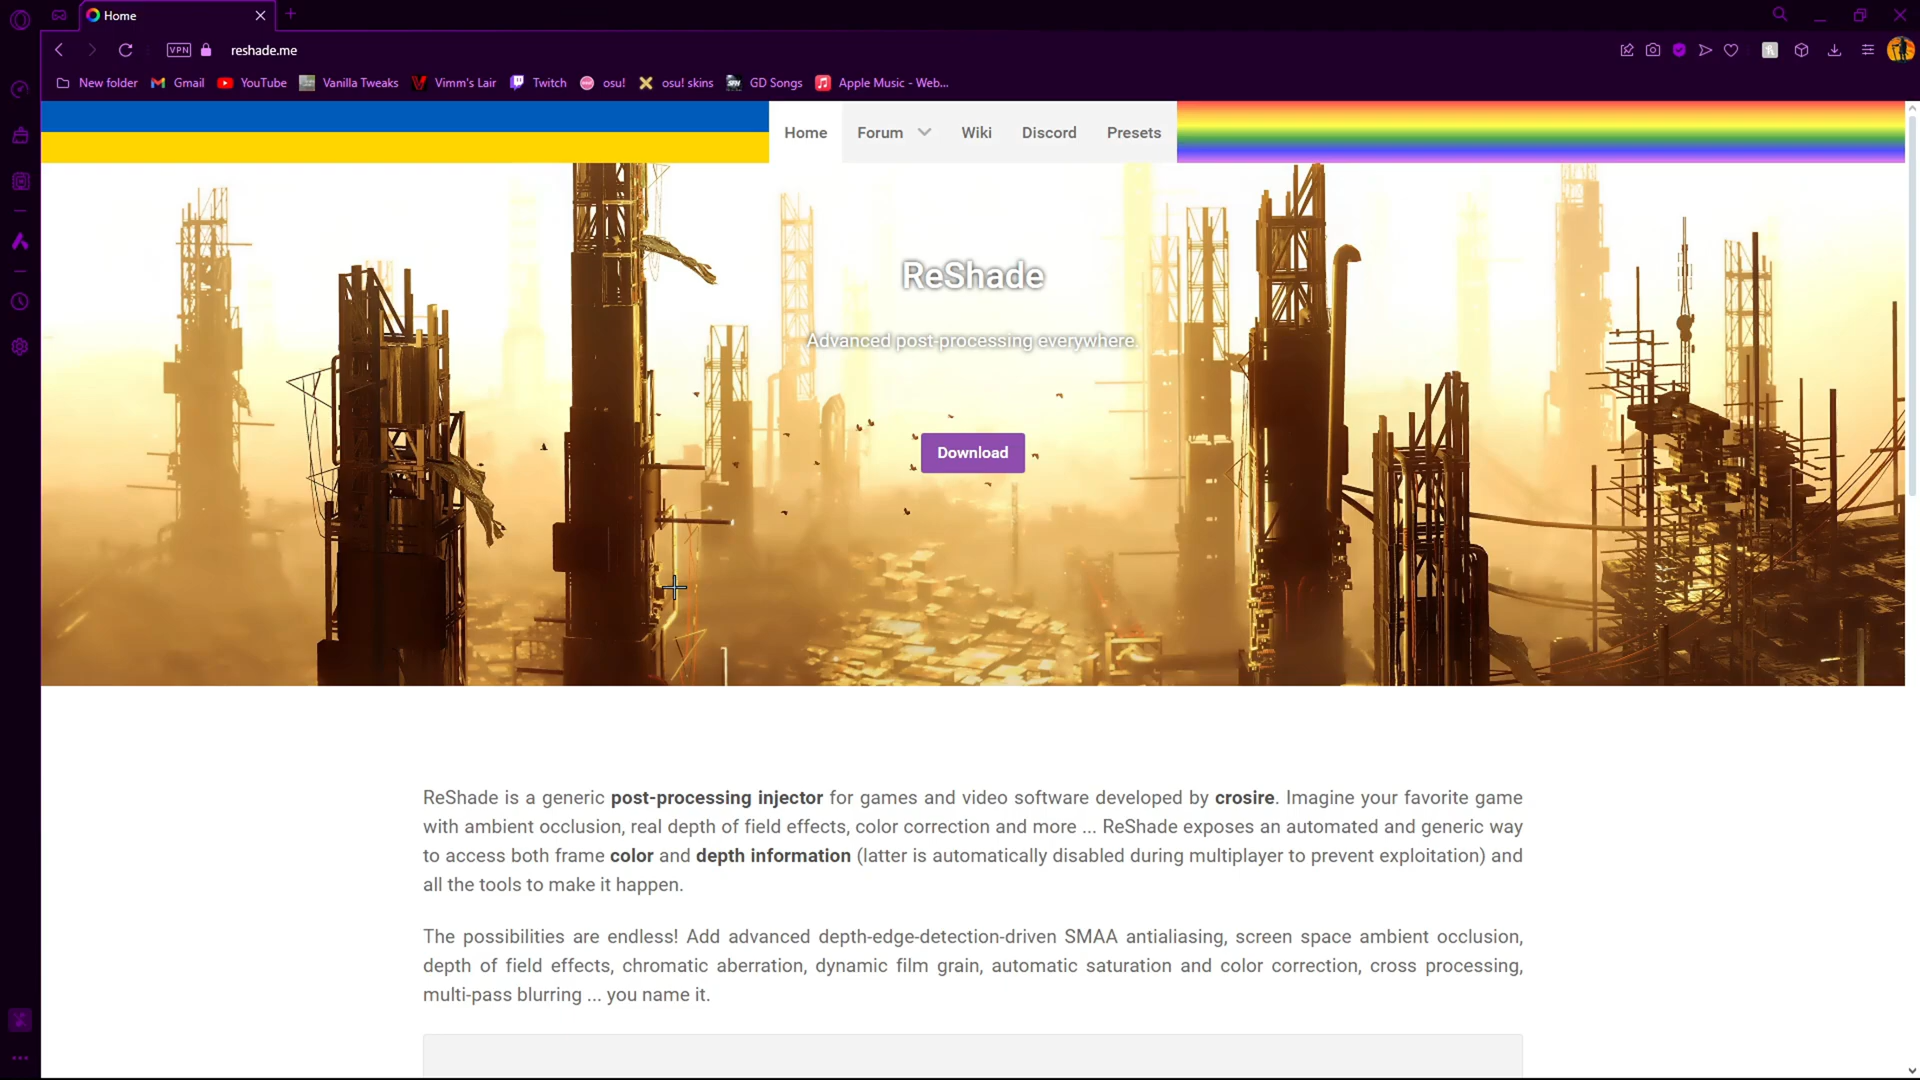 Home
VPN
reshade.me
New folder
Gmail
YouTube
Vanilla Tweaks
Vimm's Lair
Twitch
osu!
osu! skins
GD Songs
Apple Music - Web...
Home
Forum
Wiki
Discord
Presets
ReShade
Advanced post-processing everywhere.
Download
ReShade is a generic post-processing injector for games and video software developed by crosire. Imagine your favorite game
with ambient occlusion, real depth of field effects, color correction and more ... ReShade exposes an automated and generic way
to access both frame color and depth information (latter is automatically disabled during multiplayer to prevent exploitation) and
all the tools to make it happen.
The possibilities are endless! Add advanced depth-edge-detection-driven SMAA antialiasing, screen space ambient occlusion,
depth of field effects, chromatic aberration, dynamic film grain, automatic saturation and color correction, cross processing,
multi-pass blurring ... you name it.